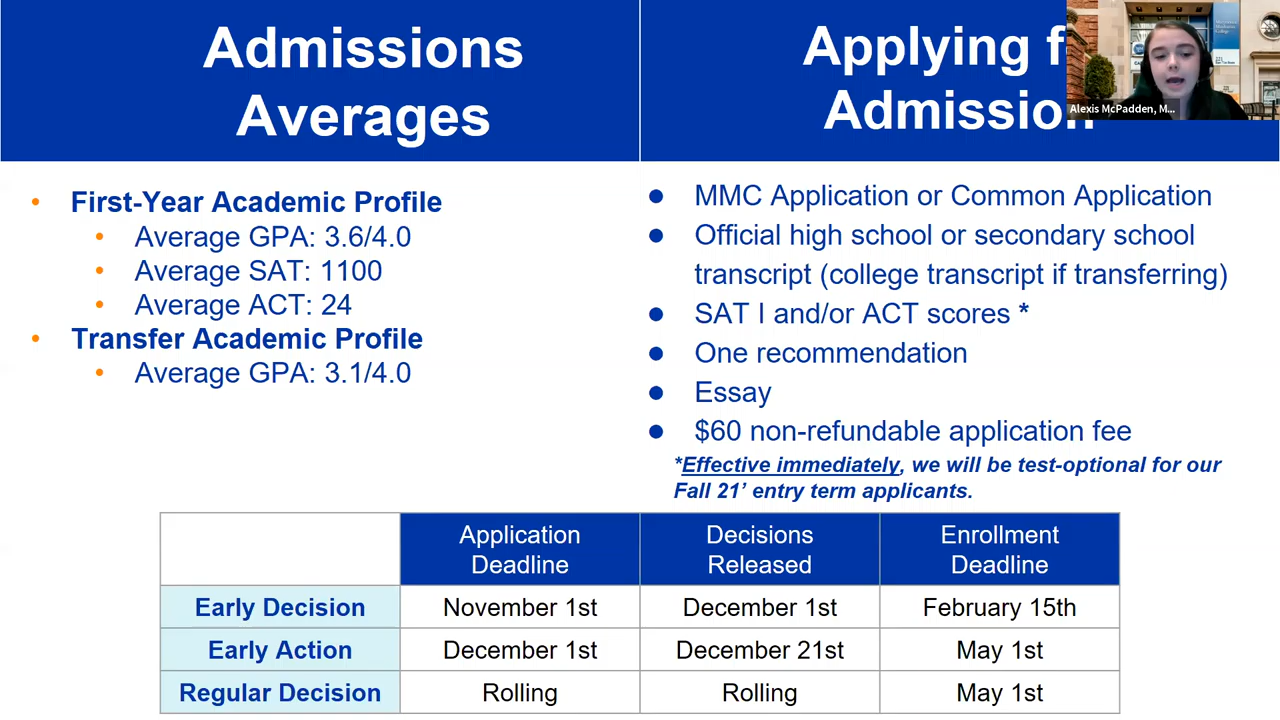 Admissions
Averages
Applying f
Admission
Alexis McPadden, M...
First-Year Academic Profile
Average GPA: 3.6/4.0
Average SAT: 1100
Average ACT: 24
Transfer Academic Profile
Average GPA: 3.1/4.0
MMC Application or Common Application
Official high school or secondary school
transcript (college transcript if transferring)
SAT I and/or ACT scores *
One recommendation
Essay
$60 non-refundable application fee
*Effective immediately, we will be test-optional for our
Fall 21’ entry term applicants.
Application Deadline
Decisions Released
Enrollment Deadline
Early Decision November 1st December 1st February 15th
Early Action December 1st December 21st May 1st
Regular Decision Rolling Rolling May 1st